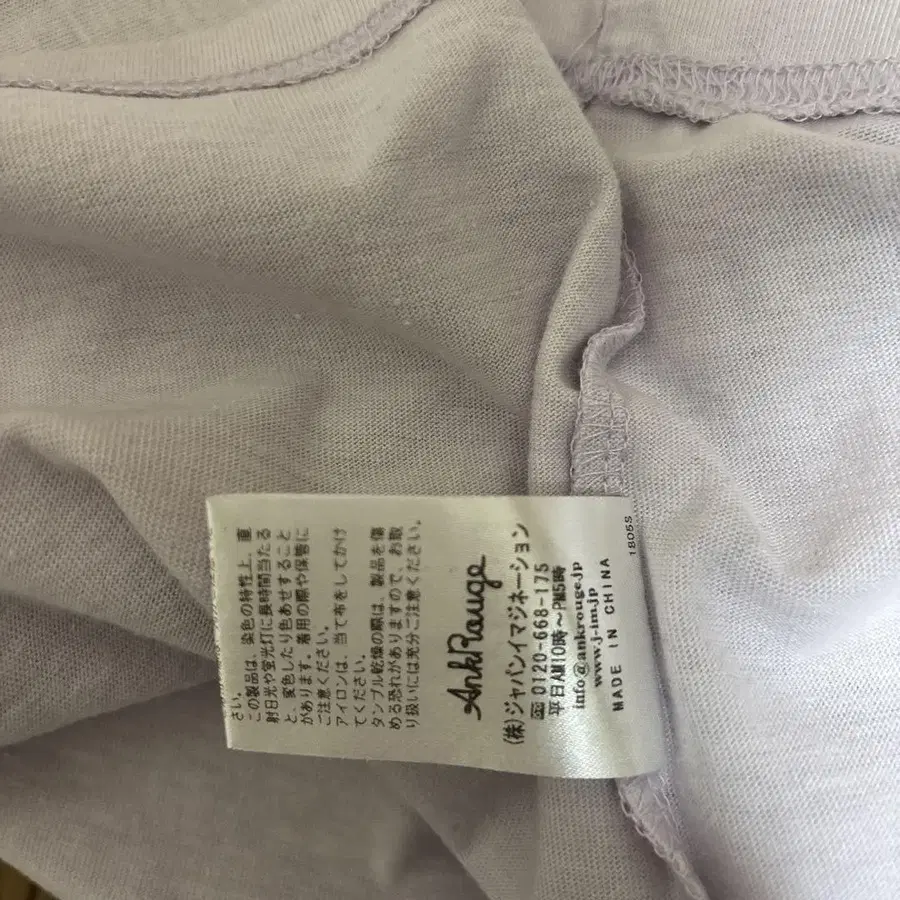 さい。
この製品は、染色の特性上、直
射日光や蛍光灯に長時間当たる
と、変色したり色あせすること
があります。着用の際や保管に
ご注意ください。
アイロンは、当て布をしてかけ
てください。
タンブル乾燥の際は、製品を傷
める恐れがありますので、お取
り扱いには充分ご注意ください。
Ank Rouge
(株)ジャパンイマジネーション
0120-668-175
平日AM10時～PM5時
info@ankrouge.jp
www.j-im.jp
MADE IN CHINA
1805S